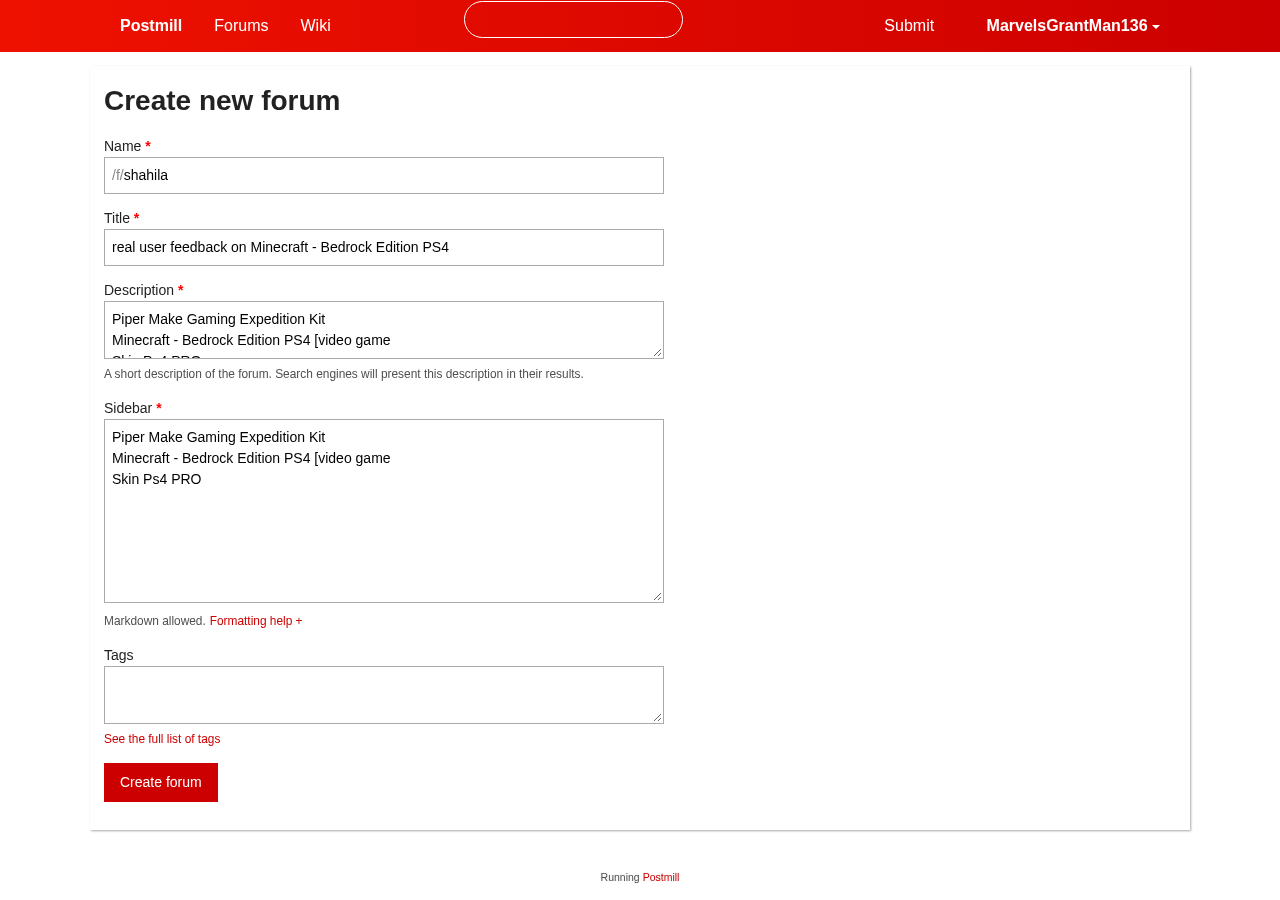 Postmill Forums Wiki Submit MarvelsGrantMan136
Create new forum
Name *
/f/shahila
Title *
real user feedback on Minecraft - Bedrock Edition PS4
Description *
Piper Make Gaming Expedition Kit
Minecraft - Bedrock Edition PS4 [video game
Skin Ps4 PRO
A short description of the forum. Search engines will present this description in their results.
Sidebar *
Piper Make Gaming Expedition Kit
Minecraft - Bedrock Edition PS4 [video game
Skin Ps4 PRO
Markdown allowed. Formatting help +
Tags
See the full list of tags
Create forum
Running Postmill